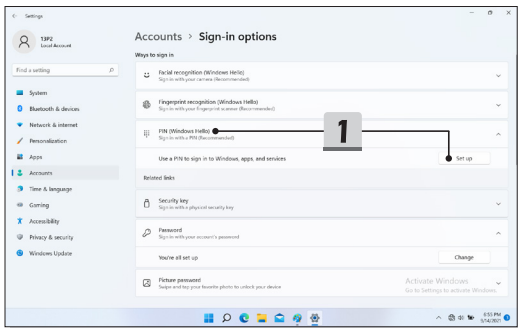 Settings
13P2
Local Account
Find a setting
System
Bluetooth & devices
Network & internet
Personalization
Apps
Accounts
Time & language
Gaming
Accessibility
Privacy & security
Windows Update
Accounts > Sign-in options
Ways to sign in
Facial recognition (Windows Hello)
Sign in with your camera (Recommended)
Fingerprint recognition (Windows Hello)
Sign in with your fingerprint scanner (Recommended)
PIN (Windows Hello)
Sign in with a PIN (Recommended)
1
Use a PIN to sign in to Windows, apps, and services
Set up
Related links
Security key
Sign in with a physical security key
Password
Sign in with your account's password
You're all set up
Change
Picture password
Swipe and tap your favorite photo to unlock your device
Activate Windows
Go to Settings to activate Windows.
6:55 PM
5/14/2021